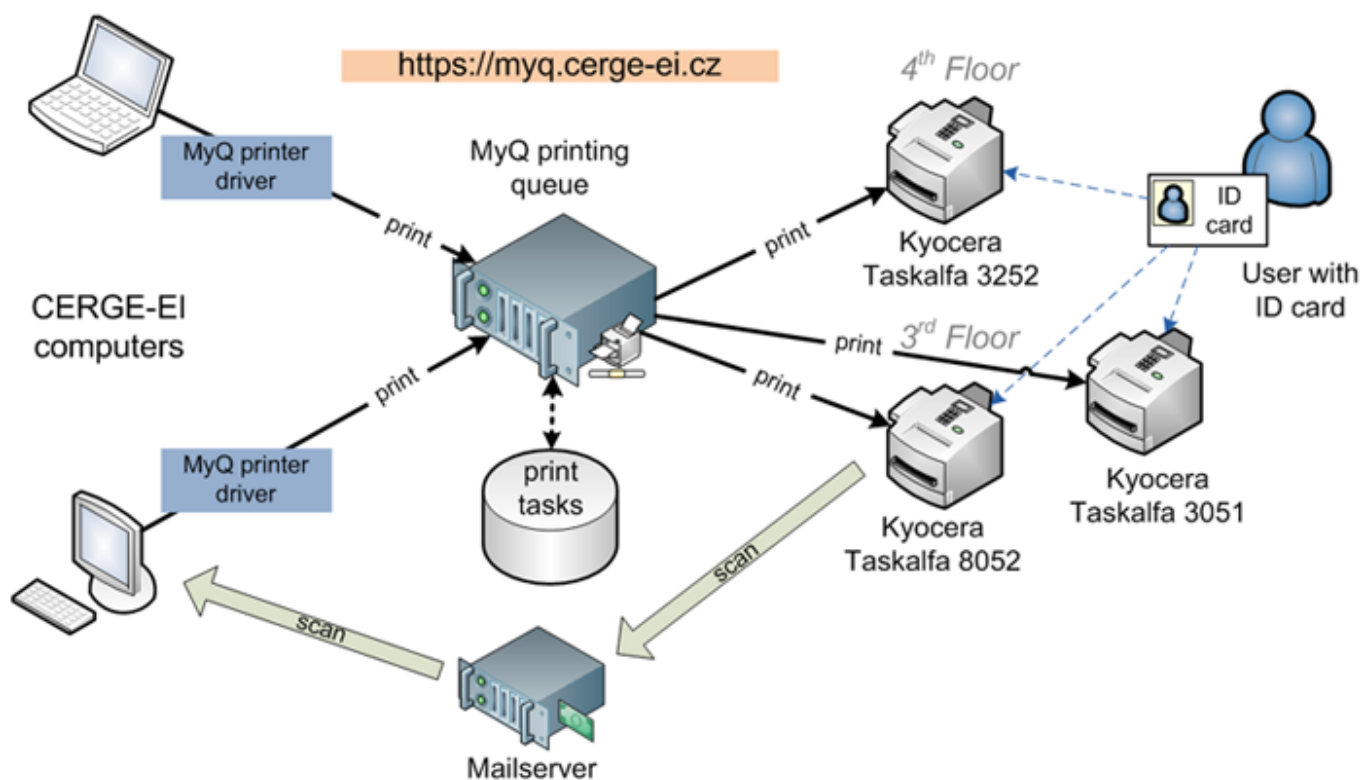 https://myq.cerge-ei.cz
4th Floor
MyQ printer
driver
MyQ printing
queue
ID
card
print
print
Kyocera
Taskalfa 3252
User with
ID card
CERGE-EI
computers
3rd Floor
print
print
print
MyQ printer
driver
print
tasks
Kyocera
Taskalfa 3051
Kyocera
Taskalfa 8052
scan
scan
Mailserver